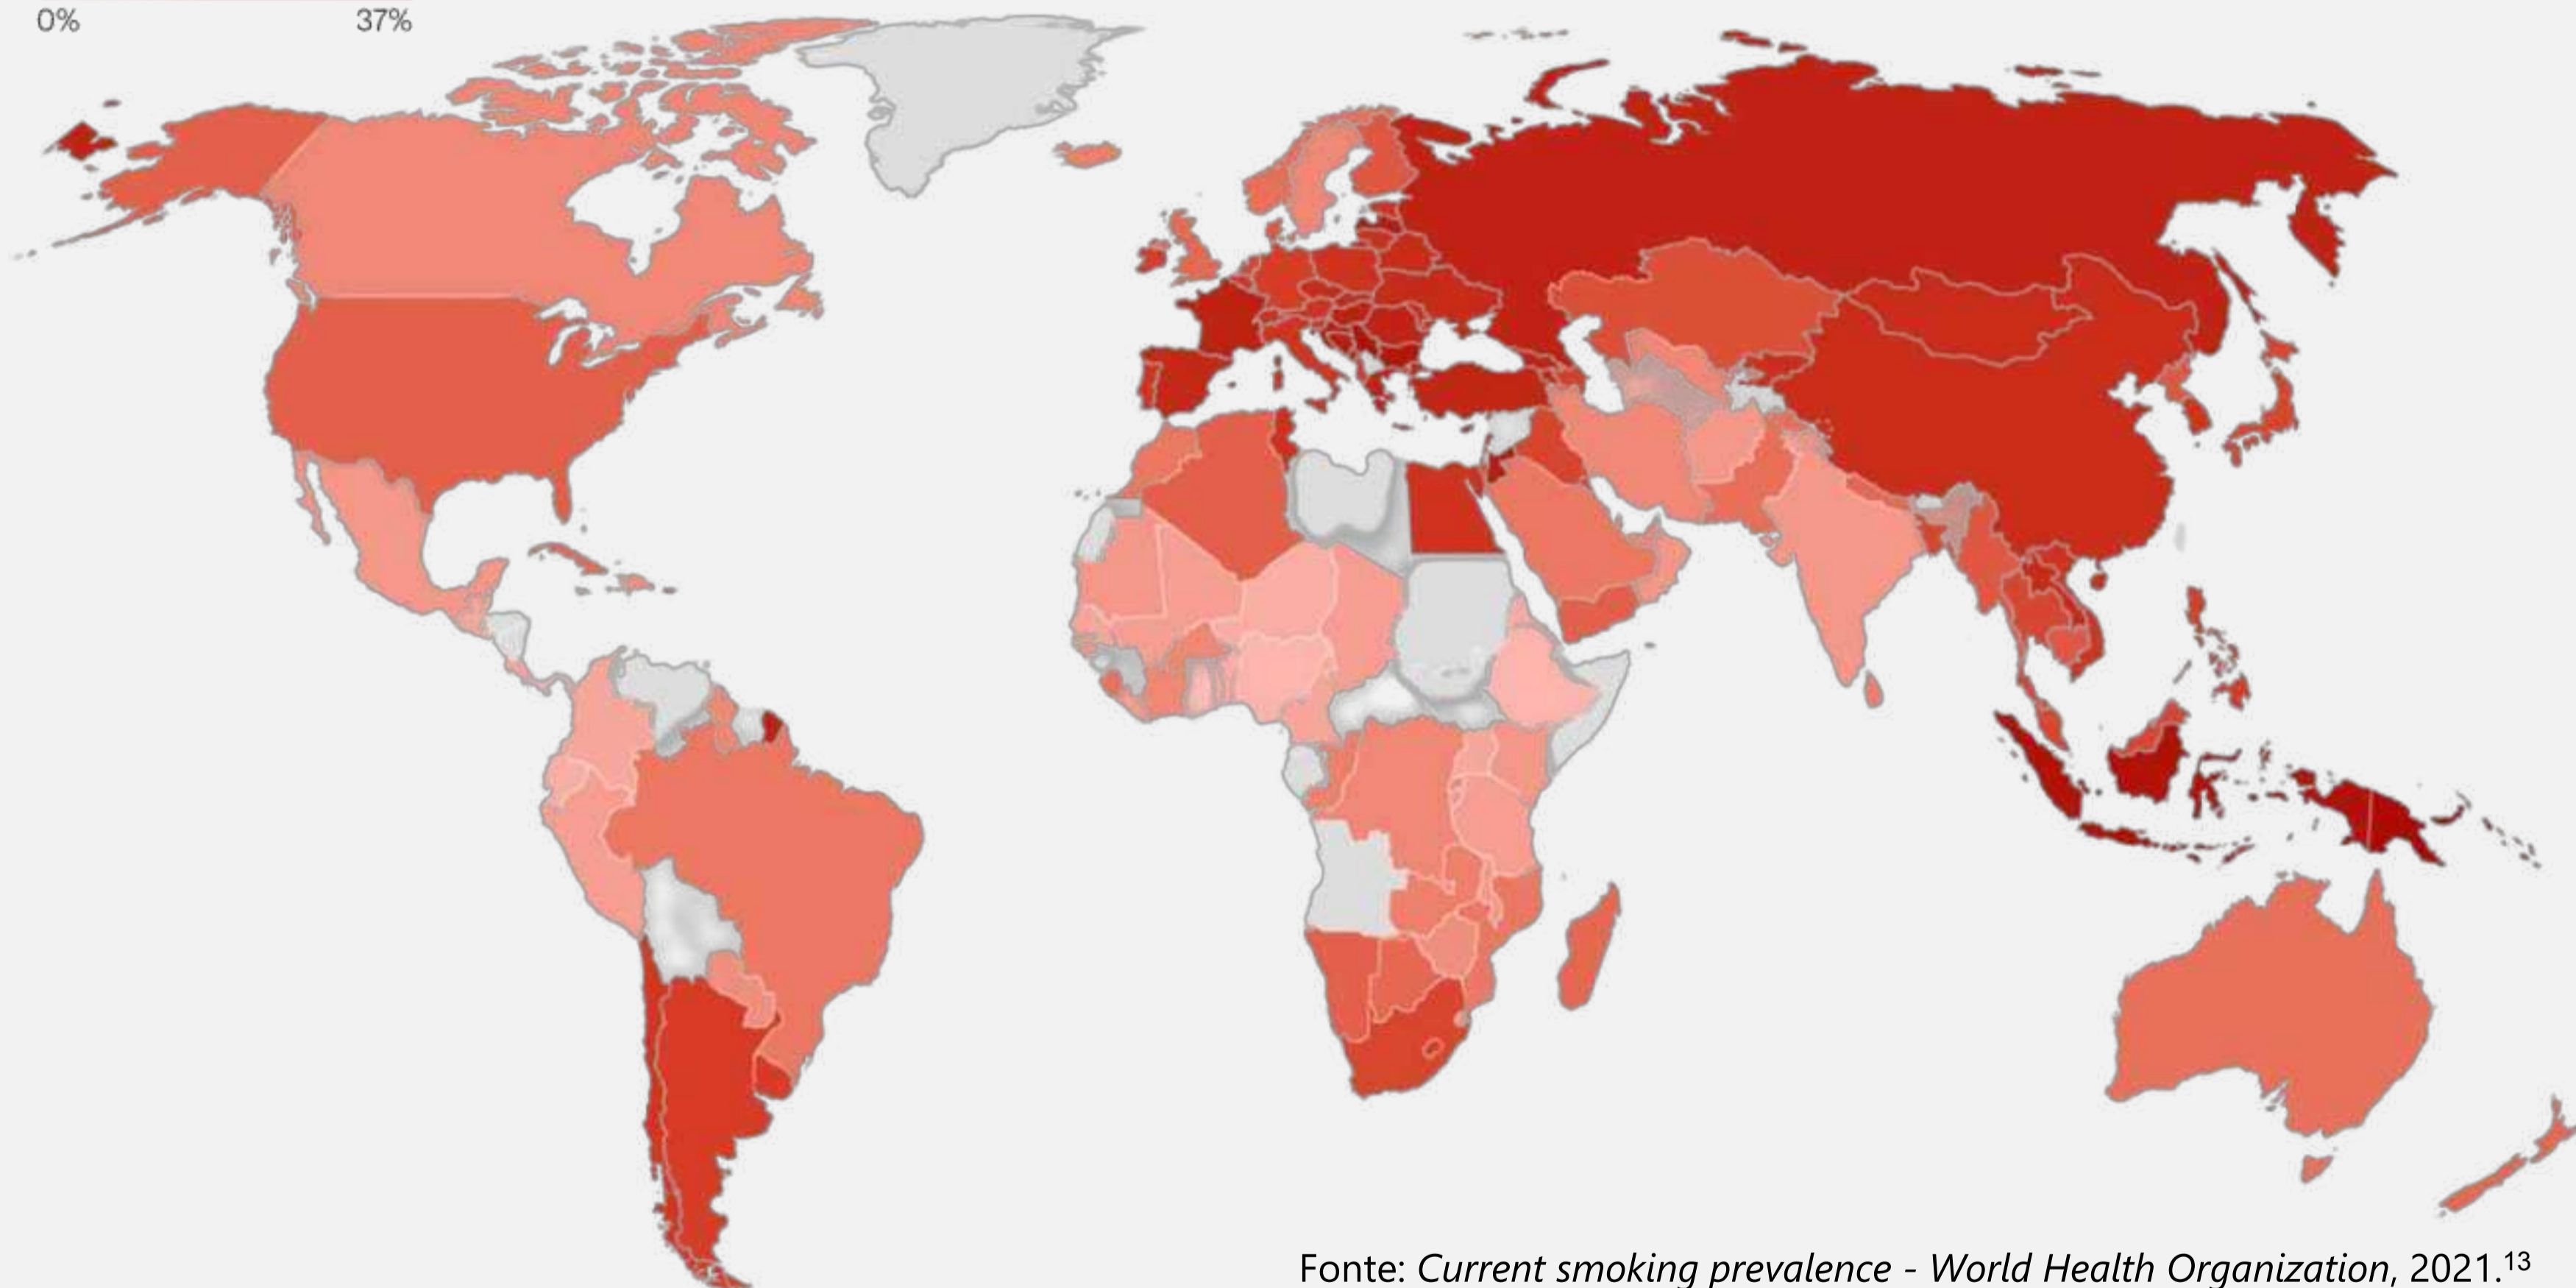 0% 37%
Fonte: Current smoking prevalence - World Health Organization, 2021.¹³